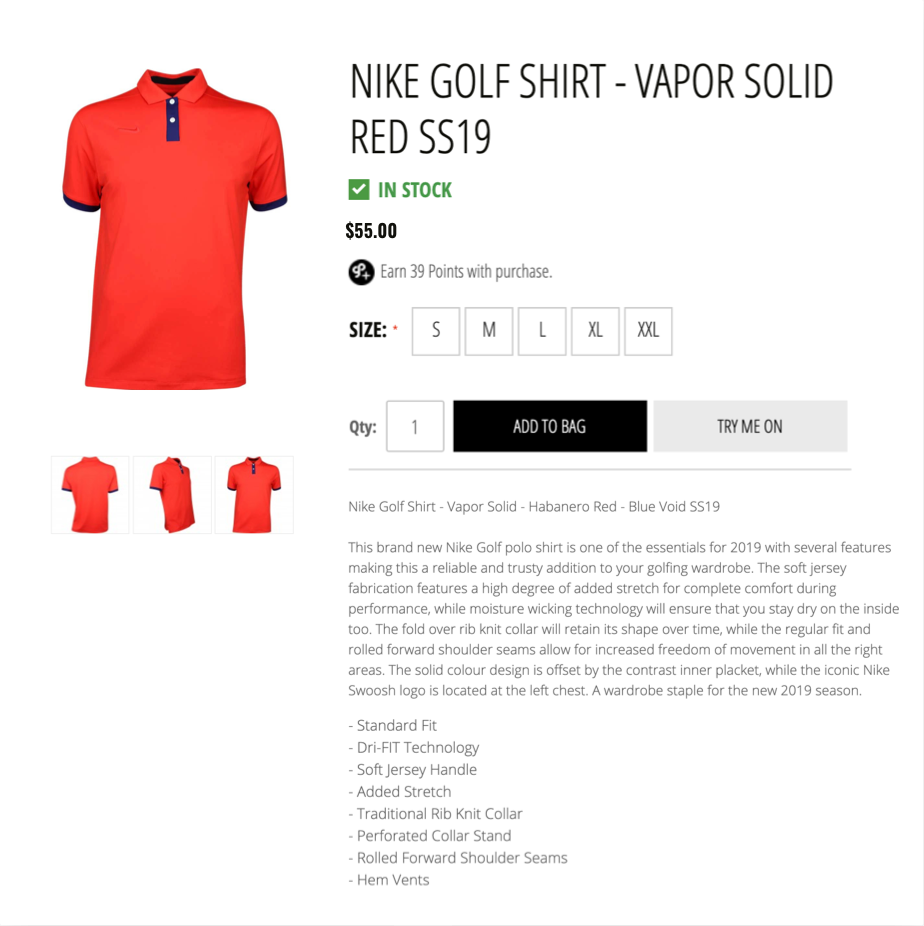 NIKE GOLF SHIRT - VAPOR SOLID
RED SS19
IN STOCK
$55.00
Earn 39 Points with purchase.
SIZE: * S M L XL XXL
Qty: 1 ADD TO BAG TRY ME ON
Nike Golf Shirt - Vapor Solid - Habanero Red - Blue Void SS19
This brand new Nike Golf polo shirt is one of the essentials for 2019 with several features
making this a reliable and trusty addition to your golfing wardrobe. The soft jersey
fabrication features a high degree of added stretch for complete comfort during
performance, while moisture wicking technology will ensure that you stay dry on the inside
too. The fold over rib knit collar will retain its shape over time, while the regular fit and
rolled forward shoulder seams allow for increased freedom of movement in all the right
areas. The solid colour design is offset by the contrast inner placket, while the iconic Nike
Swoosh logo is located at the left chest. A wardrobe staple for the new 2019 season.
- Standard Fit
- Dri-FIT Technology
- Soft Jersey Handle
- Added Stretch
- Traditional Rib Knit Collar
- Perforated Collar Stand
- Rolled Forward Shoulder Seams
- Hem Vents